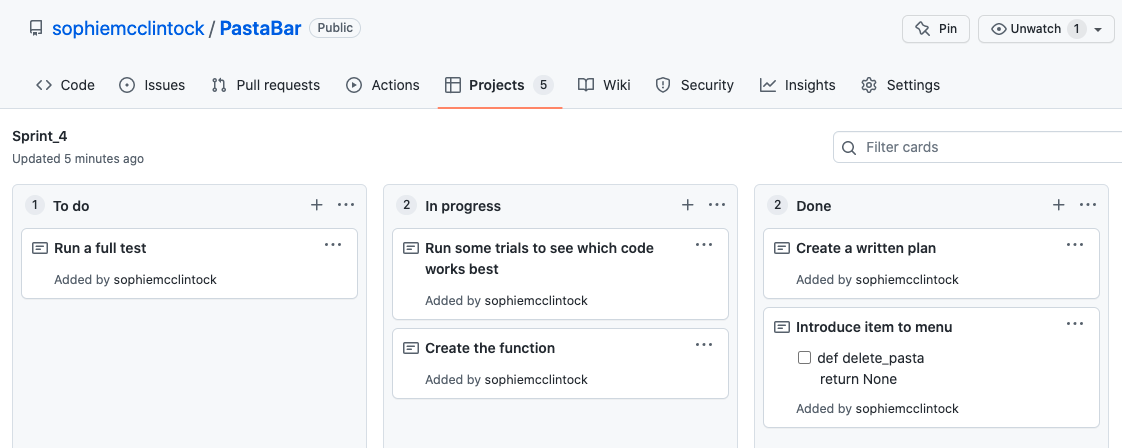 sophiemcclintock / PastaBar Public
Pin
Unwatch 1
Code
Issues
Pull requests
Actions
Projects 5
Wiki
Security
Insights
Settings
Sprint_4
Updated 5 minutes ago
Filter cards
1 To do
Run a full test
Added by sophiemcclintock
2 In progress
Run some trials to see which code
works best
Added by sophiemcclintock
Create the function
Added by sophiemcclintock
2 Done
Create a written plan
Added by sophiemcclintock
Introduce item to menu
def delete_pasta
return None
Added by sophiemcclintock